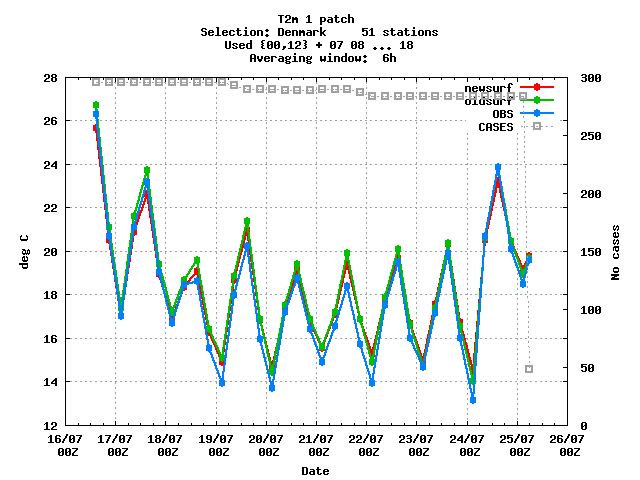 T2m 1 patch
Selection: Denmark 51 stations
Used {00,12} + 07 08 ... 18
Averaging window: 6h
28
26
24
22
20
18
16
14
12
deg C
300
250
200
150
100
50
0
No cases
newsurf
oldsurf
OBS
CASES
16/07 17/07 18/07 19/07 20/07 21/07 22/07 23/07 24/07 25/07 26/07
00Z 00Z 00Z 00Z 00Z 00Z 00Z 00Z 00Z 00Z 00Z
Date